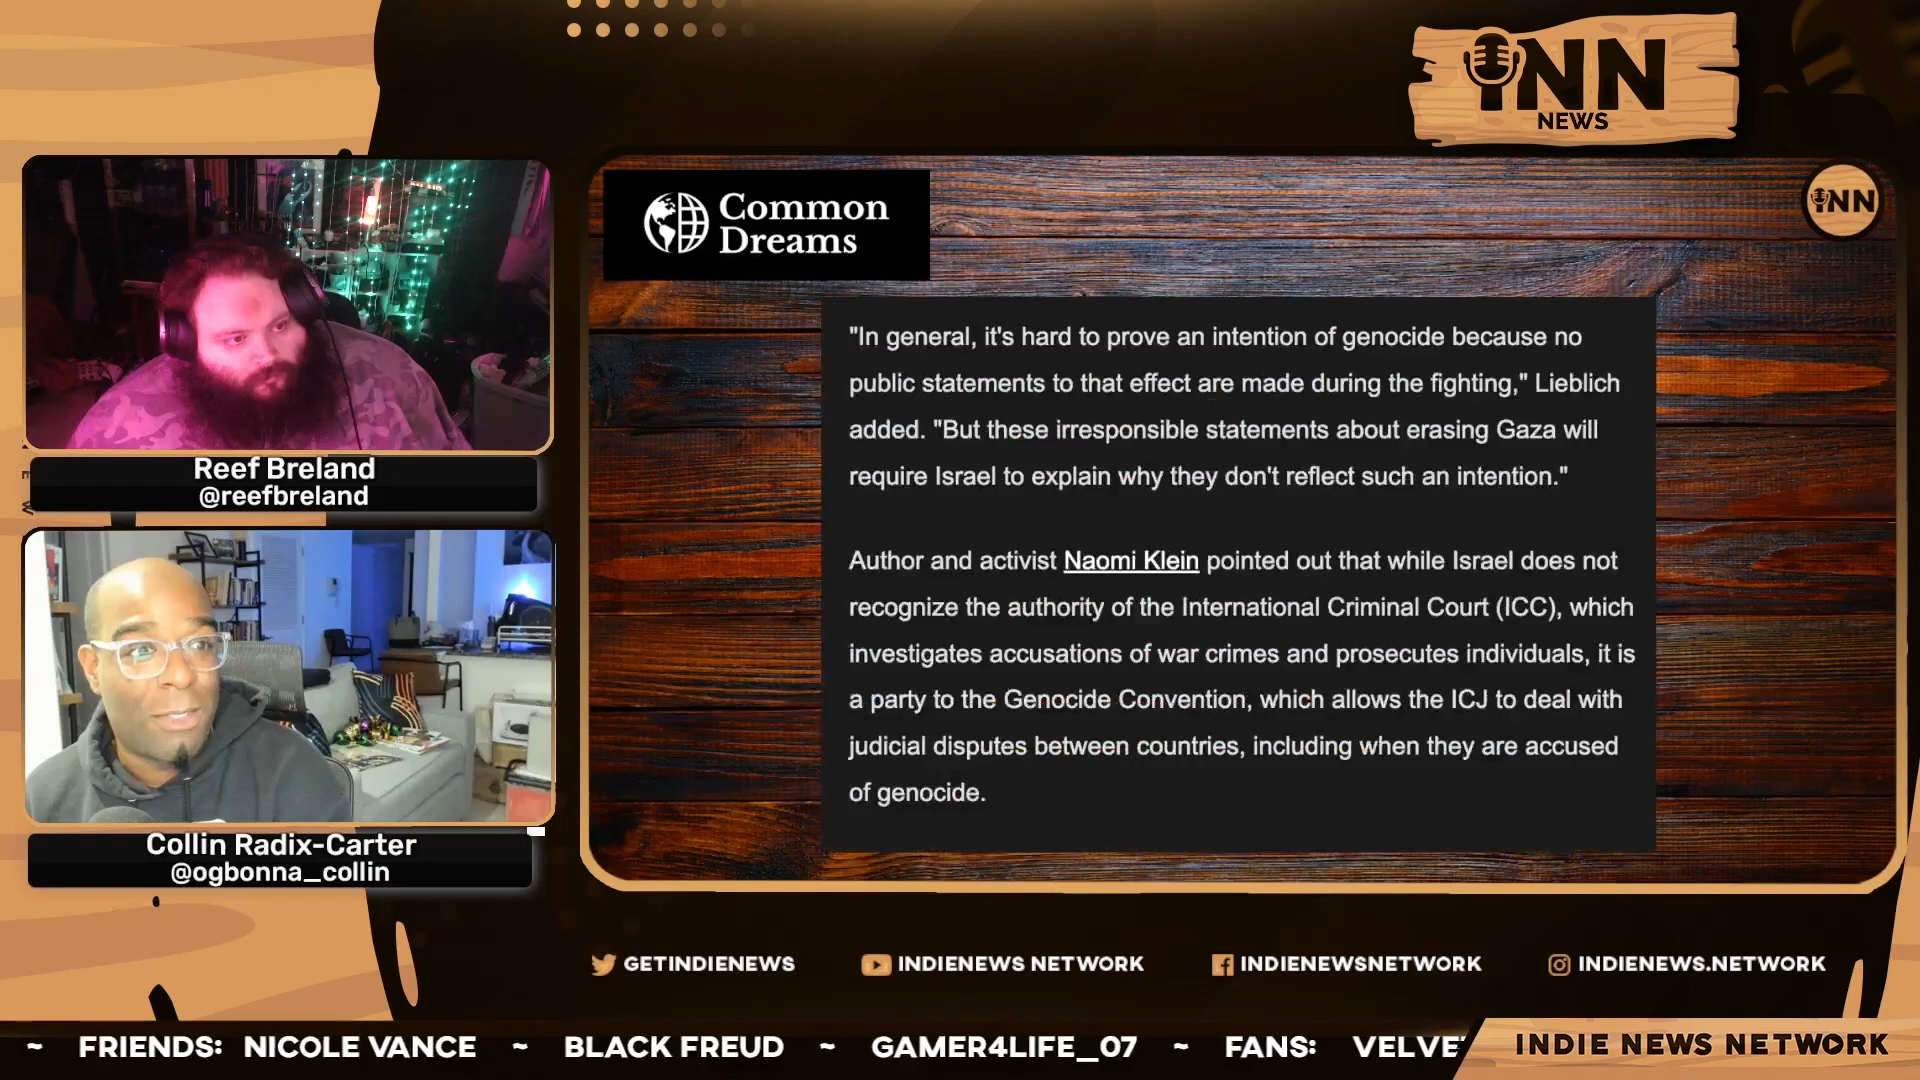 iNN
NEWS
iNN
Common
Dreams
"In general, it's hard to prove an intention of genocide because no
public statements to that effect are made during the fighting," Lieblich
added. "But these irresponsible statements about erasing Gaza will
require Israel to explain why they don't reflect such an intention."
Author and activist Naomi Klein pointed out that while Israel does not
recognize the authority of the International Criminal Court (ICC), which
investigates accusations of war crimes and prosecutes individuals, it is
a party to the Genocide Convention, which allows the ICJ to deal with
judicial disputes between countries, including when they are accused
of genocide.
Reef Breland
@reefbreland
Collin Radix-Carter
@ogbonna_collin
GETINDIENEWS
INDIENEWS NETWORK
INDIENEWSNETWORK
INDIENEWS.NETWORK
~ FRIENDS: NICOLE VANCE ~ BLACK FREUD ~ GAMER4LIFE_07 ~ FANS:
INDIE NEWS NETWORK